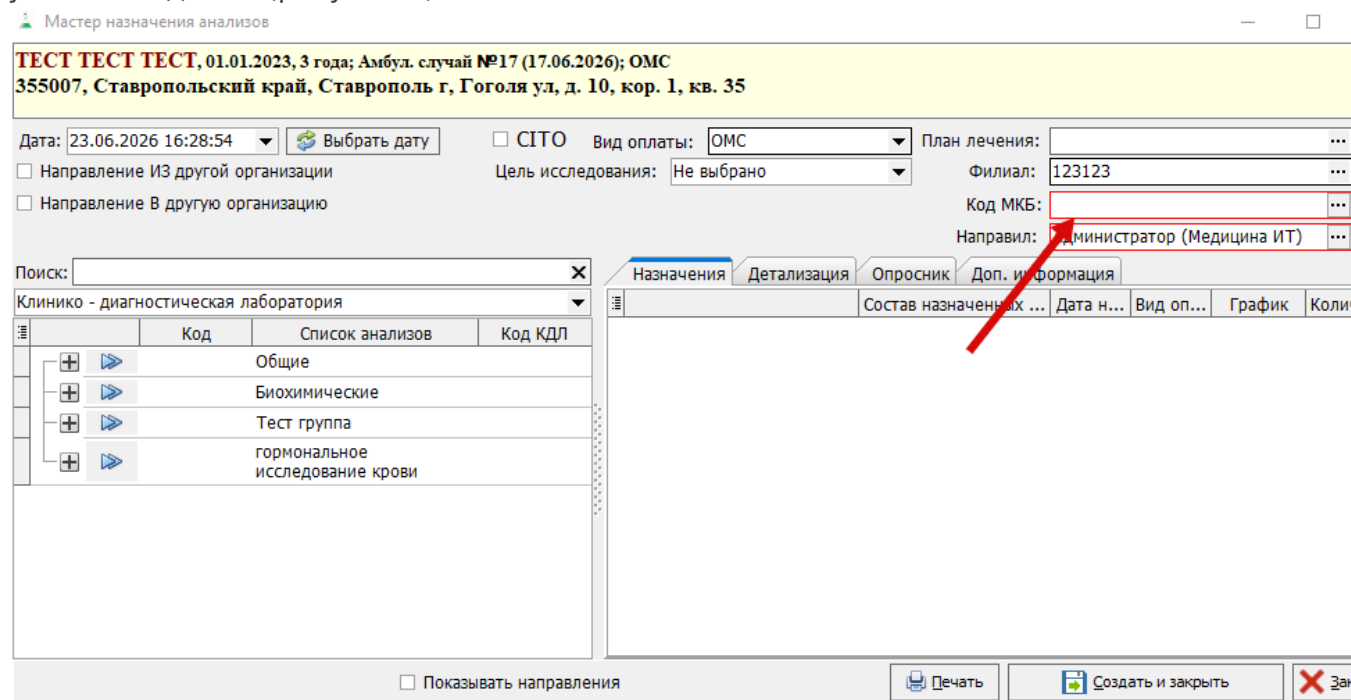 Мастер назначения анализов
ТЕСТ ТЕСТ ТЕСТ, 01.01.2023, 3 года; Амбул. случай №17 (17.06.2026); ОМС
355007, Ставропольский край, Ставрополь г, Гоголя ул, д. 10, кор. 1, кв. 35
Дата: 23.06.2026 16:28:54 Выбрать дату CITO Вид оплаты: ОМС План лечения:
Направление ИЗ другой организации Цель исследования: Не выбрано Филиал: 123123
Направление В другую организацию Код МКБ:
Направил: Администратор (Медицина ИТ)
Поиск: Назначения Детализация Опросник Доп. информация
Клинико - диагностическая лаборатория Состав назначенных ... Дата н... Вид оп... График Коли
Код Список анализов Код КДЛ
Общие
Биохимические
Тест группа
гормональное
исследование крови
Показывать направления Печать Создать и закрыть Зак